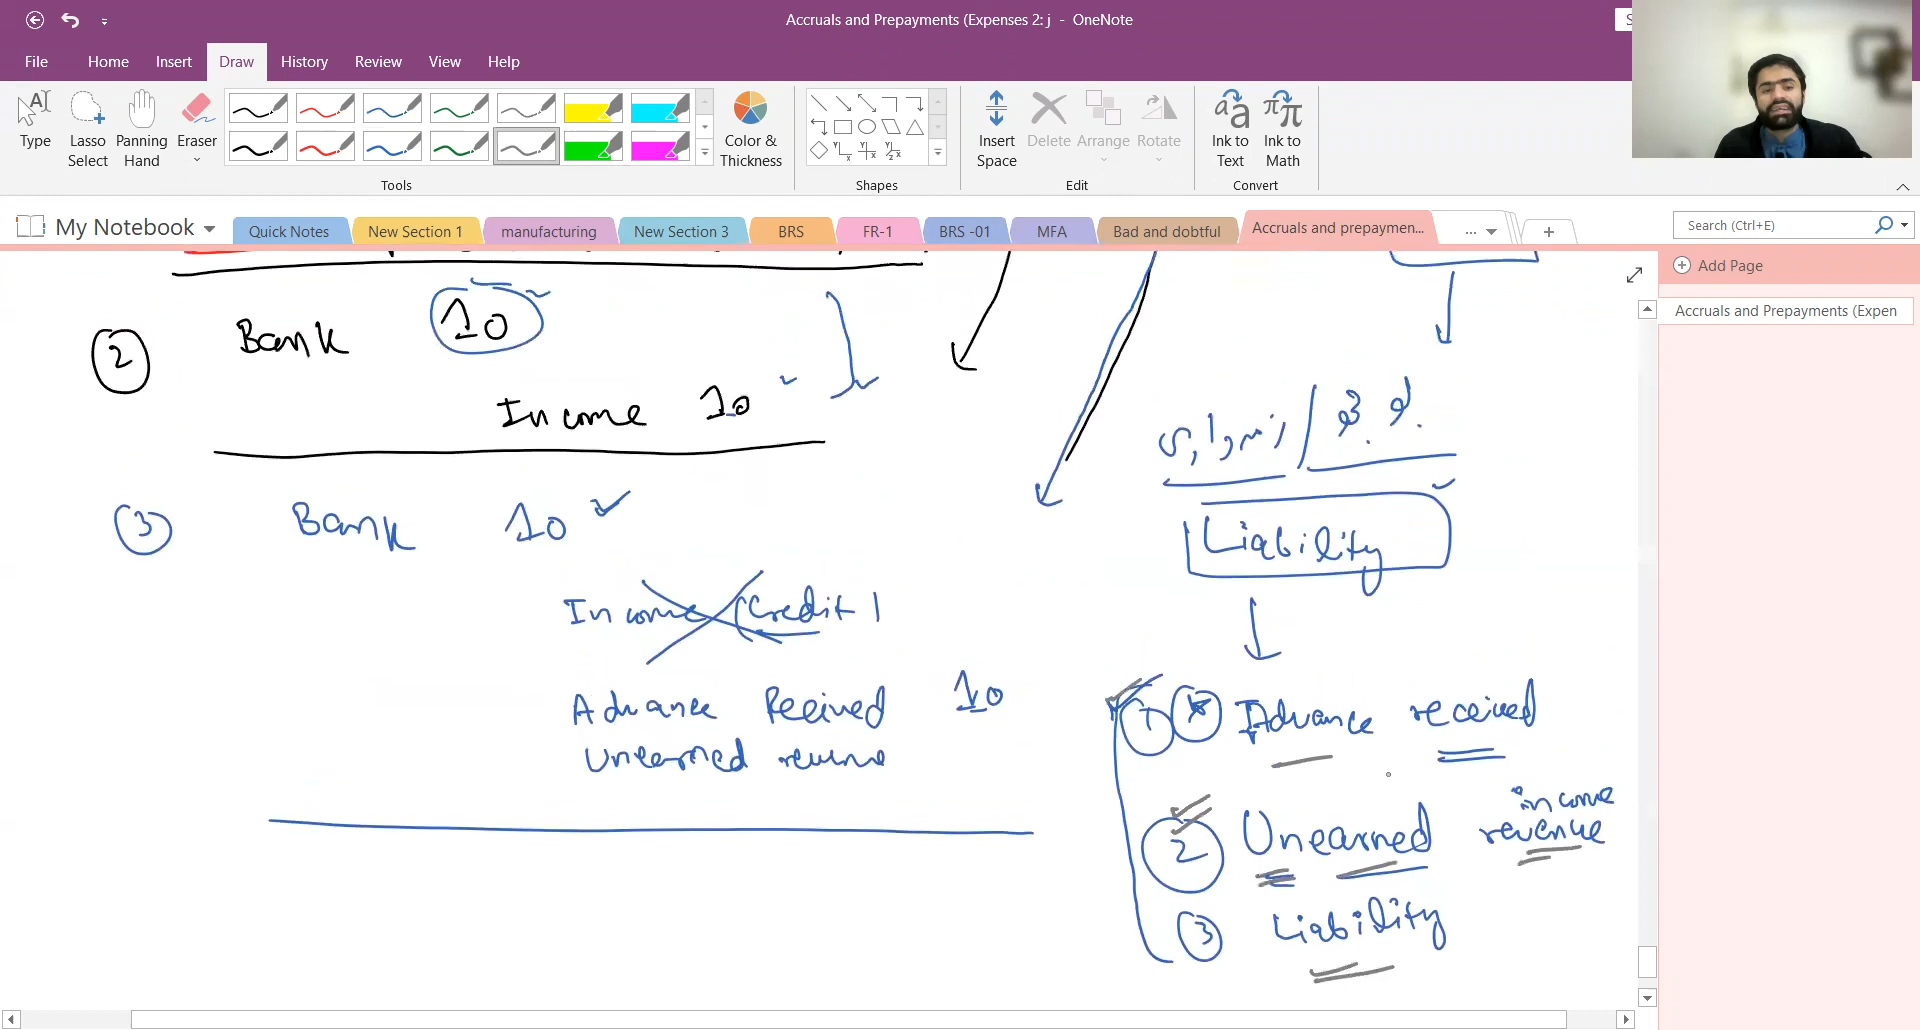 Accruals and Prepayments (Expenses 2: j - OneNote
File Home Insert Draw History Review View Help
Type
Lasso Select
Panning Hand
Eraser
Color & Thickness
Insert Space
Delete
Arrange
Rotate
Ink to Text
Ink to Math
Tools Shapes Edit Convert
My Notebook
Quick Notes New Section 1 manufacturing New Section 3 BRS FR-1 BRS -01 MFA Bad and doubtful Accruals and prepaymen... ...
Search (Ctrl+E)
Add Page
Accruals and Prepayments (Expen
2 Bank 10
Income 10
3 Bank 10
Income (Credit)
Advance Received 10
Unearned revenue
Liability
1 Advance received
2 Unearned income
revenue
3 Liability